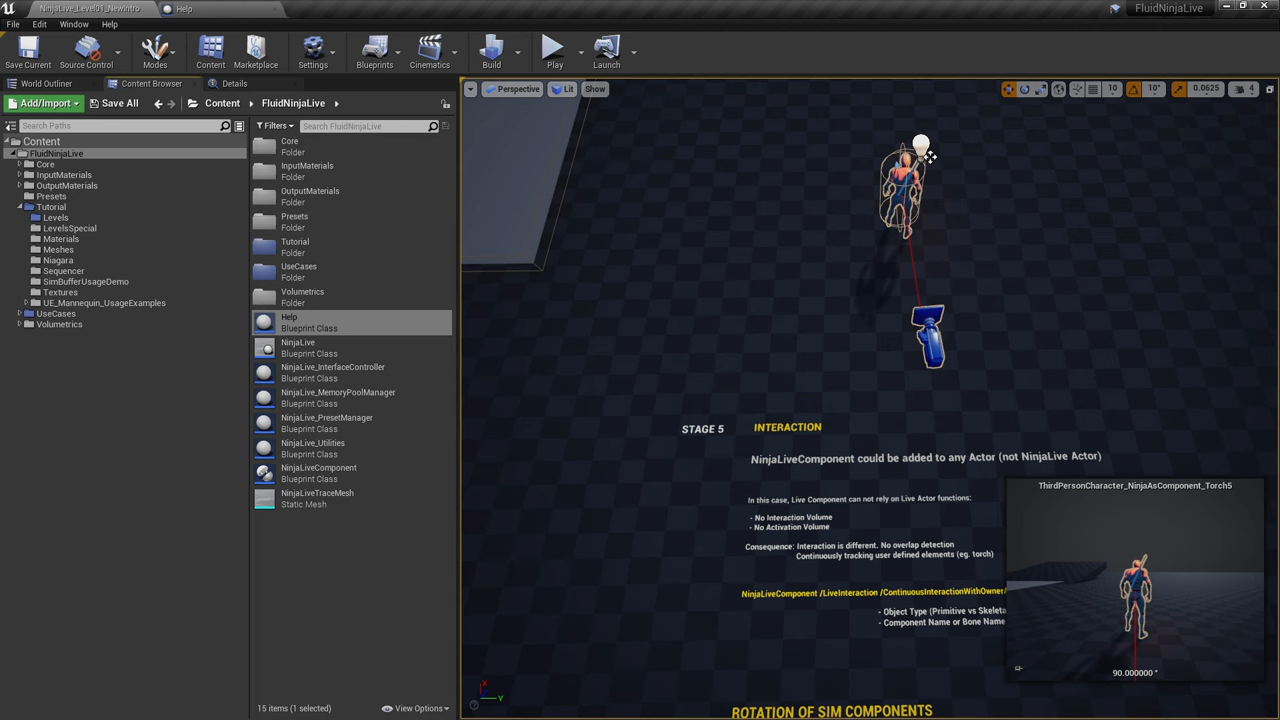 NinjaLive_Level01_NewIntro
Help
FluidNinjaLive
File
Edit
Window
Help
Save Current
Source Control
Modes
Content
Marketplace
Settings
Blueprints
Cinematics
Build
Play
Launch
World Outliner
Content Browser
Details
Perspective
Lit
Show
10
10°
0.0625
4
Add/Import
Save All
Content
FluidNinjaLive
Search Paths
Filters
Search FluidNinjaLive
Content
FluidNinjaLive
Core
InputMaterials
OutputMaterials
Presets
Tutorial
Levels
LevelsSpecial
Materials
Meshes
Niagara
Sequencer
SimBufferUsageDemo
Textures
UE_Mannequin_UsageExamples
UseCases
Volumetrics
Core
Folder
InputMaterials
Folder
OutputMaterials
Folder
Presets
Folder
Tutorial
Folder
UseCases
Folder
Volumetrics
Folder
Help
Blueprint Class
NinjaLive
Blueprint Class
NinjaLive_InterfaceController
Blueprint Class
NinjaLive_MemoryPoolManager
Blueprint Class
NinjaLive_PresetManager
Blueprint Class
NinjaLive_Utilities
Blueprint Class
NinjaLiveComponent
Blueprint Class
NinjaLiveTraceMesh
Static Mesh
15 items (1 selected)
View Options
STAGE 5
INTERACTION
NinjaLiveComponent could be added to any Actor (not NinjaLive Actor)
In this case, Live Component can not rely on Live Actor functions:
- No Interaction Volume
- No Activation Volume
Consequence: Interaction is different. No overlap detection
Continuously tracking user defined elements (eg. torch)
NinjaLiveComponent /LiveInteraction /ContinuousInteractionWithOwner
- Object Type (Primitive vs Skeleta
- Component Name or Bone Name
ROTATION OF SIM COMPONENTS
X
Y
ThirdPersonCharacter_NinjaAsComponent_Torch5
90.000000 °